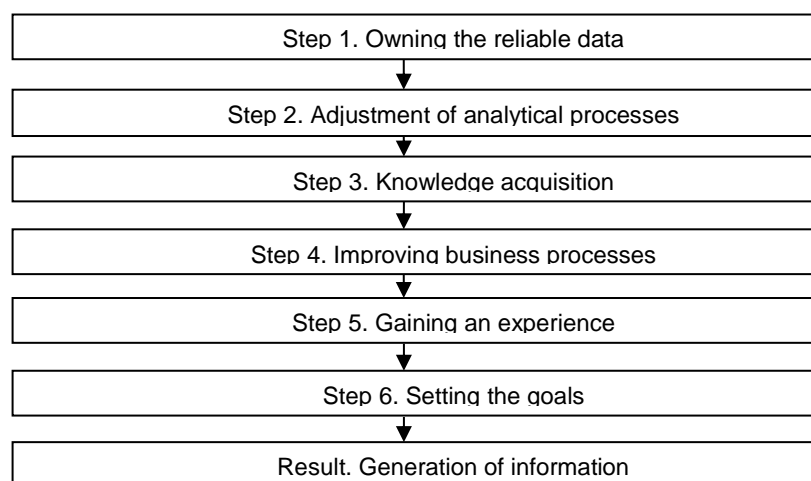 Step 1. Owning the reliable data
Step 2. Adjustment of analytical processes
Step 3. Knowledge acquisition
Step 4. Improving business processes
Step 5. Gaining an experience
Step 6. Setting the goals
Result. Generation of information